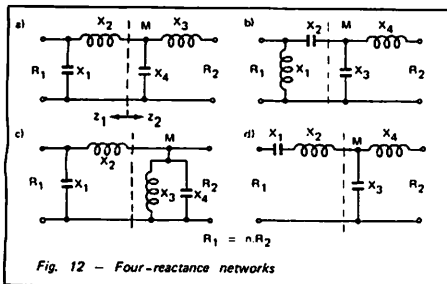 a)
X2
M
X3
R1
X1
X4
R2
Z1
Z2
b)
X2
M
X4
R1
X1
X3
R2
c)
M
X2
R1
X1
X3
X4
R2
d)
X1
X2
M
X4
R1
X3
R2
R1 = n.R2
Fig. 12 – Four-reactance networks